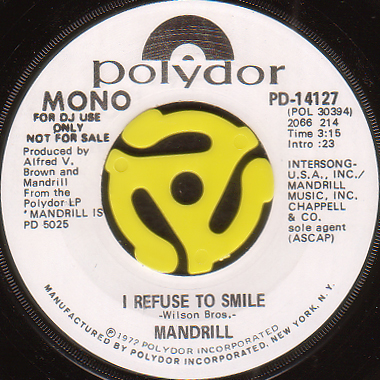 polydor
MONO
FOR DJ USE
ONLY
NOT FOR SALE
Produced by
Alfred V.
Brown and
Mandrill
From the
Polydor LP
"MANDRILL IS
PD 5025
PD-14127
(POL 30394)
2066 214
Time 3:15
Intro :23
INTERSONG-
U.S.A., INC./
MANDRILL
MUSIC, INC.
CHAPPELL
& CO.
sole agent
(ASCAP)
I REFUSE TO SMILE
-Wilson Bros.-
MANDRILL
℗ 1972 POLYDOR INCORPORATED
MANUFACTURED BY POLYDOR INCORPORATED. NEW YORK, N.Y.